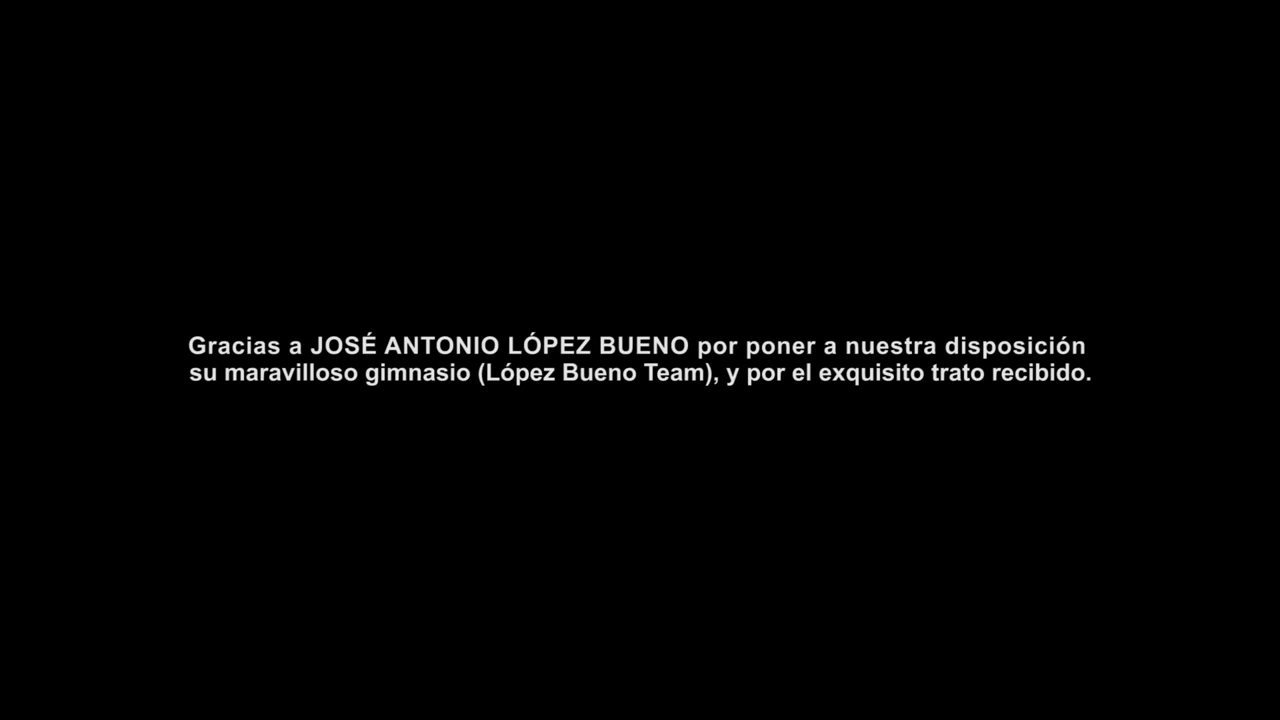 Gracias a JOSÉ ANTONIO LÓPEZ BUENO por poner a nuestra disposición
su maravilloso gimnasio (López Bueno Team), y por el exquisito trato recibido.